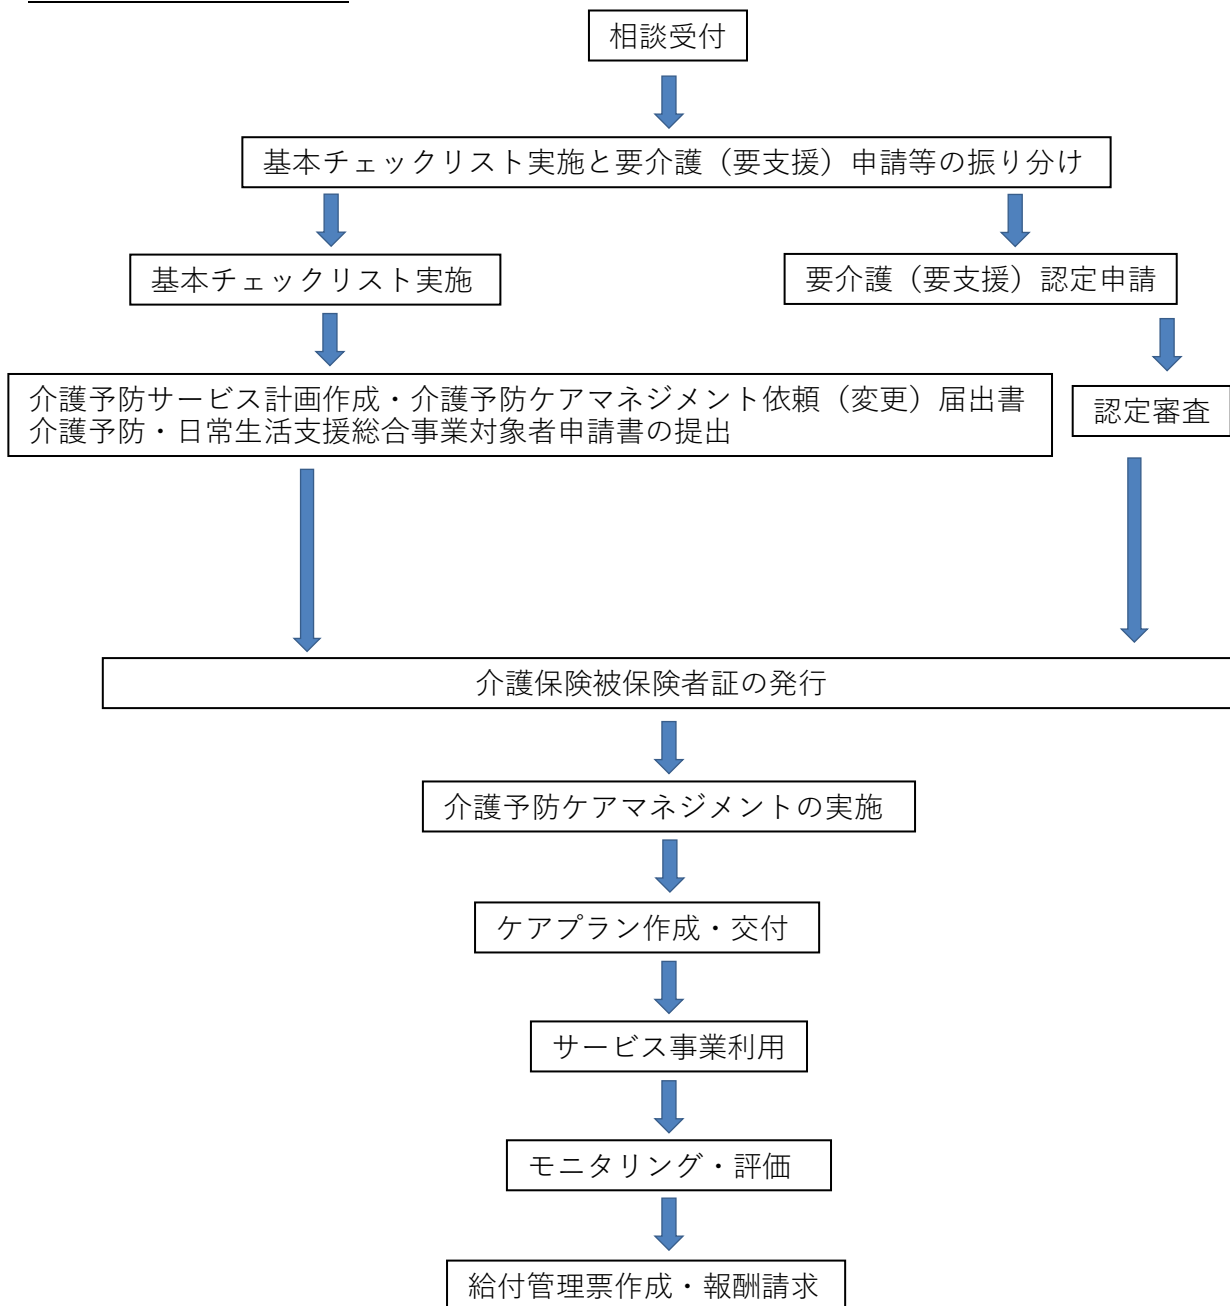 相談受付
基本チェックリスト実施と要介護（要支援）申請等の振り分け
基本チェックリスト実施
要介護（要支援）認定申請
介護予防サービス計画作成・介護予防ケアマネジメント依頼（変更）届出書
介護予防・日常生活支援総合事業対象者申請書の提出
認定審査
介護保険被保険者証の発行
介護予防ケアマネジメントの実施
ケアプラン作成・交付
サービス事業利用
モニタリング・評価
給付管理票作成・報酬請求